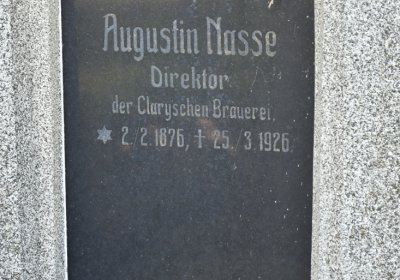 Augustin Nasse
Direktor
der Claryschen Brauerei,
* 2./2.1876, † 25./3.1926.